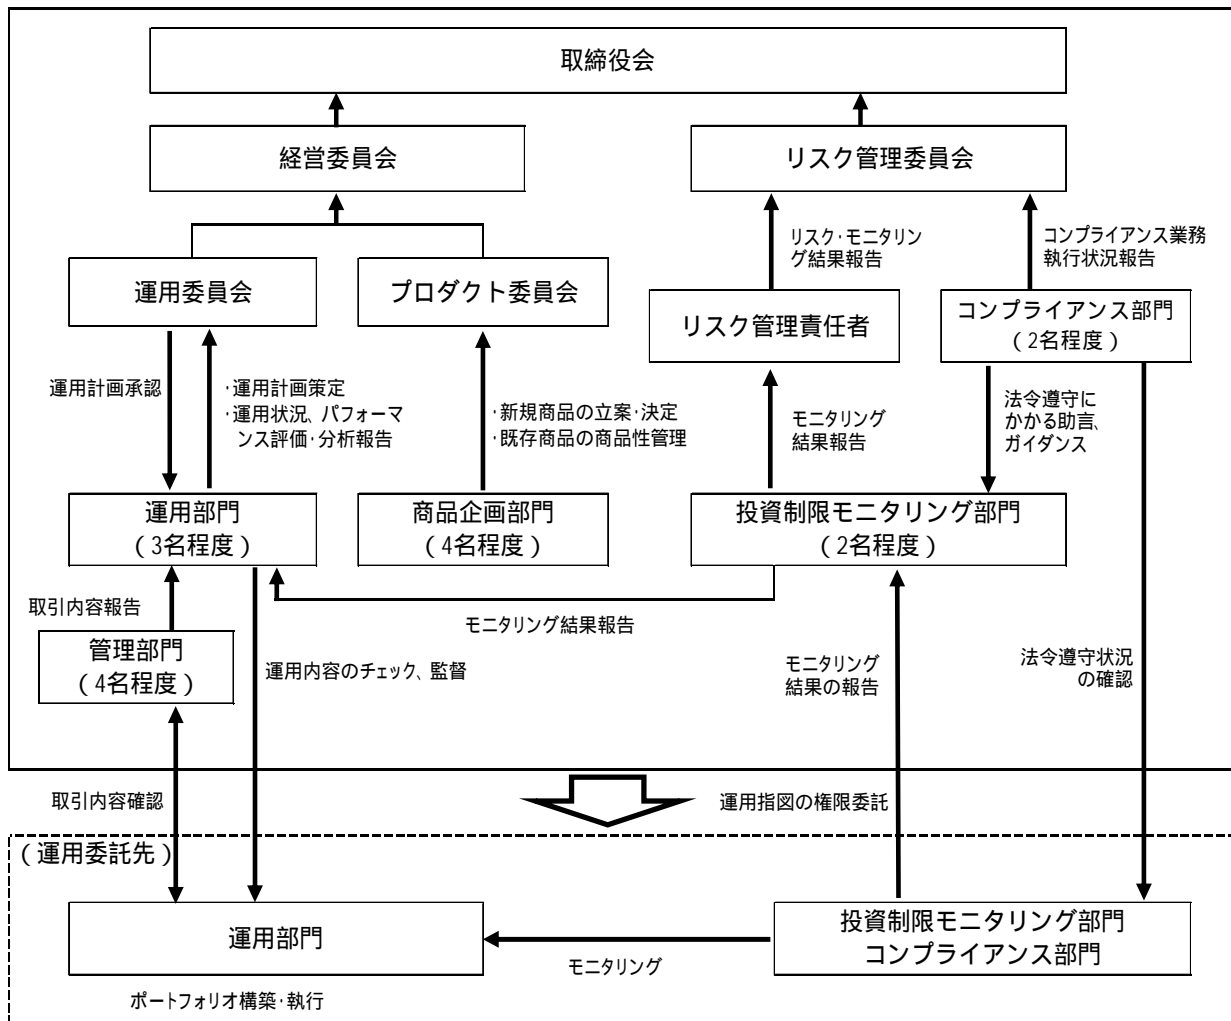 取締役会
経営委員会
リスク管理委員会
リスク・モニタリン
グ結果報告
コンプライアンス業務
執行状況報告
運用委員会
プロダクト委員会
リスク管理責任者
コンプライアンス部門
(2名程度)
運用計画承認
・運用計画策定
・運用状況、パフォーマ
ンス評価・分析報告
・新規商品の立案・決定
・既存商品の商品性管理
モニタリング
結果報告
法令遵守に
かかる助言、
ガイダンス
運用部門
(3名程度)
商品企画部門
(4名程度)
投資制限モニタリング部門
(2名程度)
取引内容報告
モニタリング結果報告
管理部門
(4名程度)
運用内容のチェック、監督
モニタリング
結果の報告
法令遵守状況
の確認
取引内容確認
運用指図の権限委託
(運用委託先)
運用部門
モニタリング
投資制限モニタリング部門
コンプライアンス部門
ポートフォリオ構築・執行